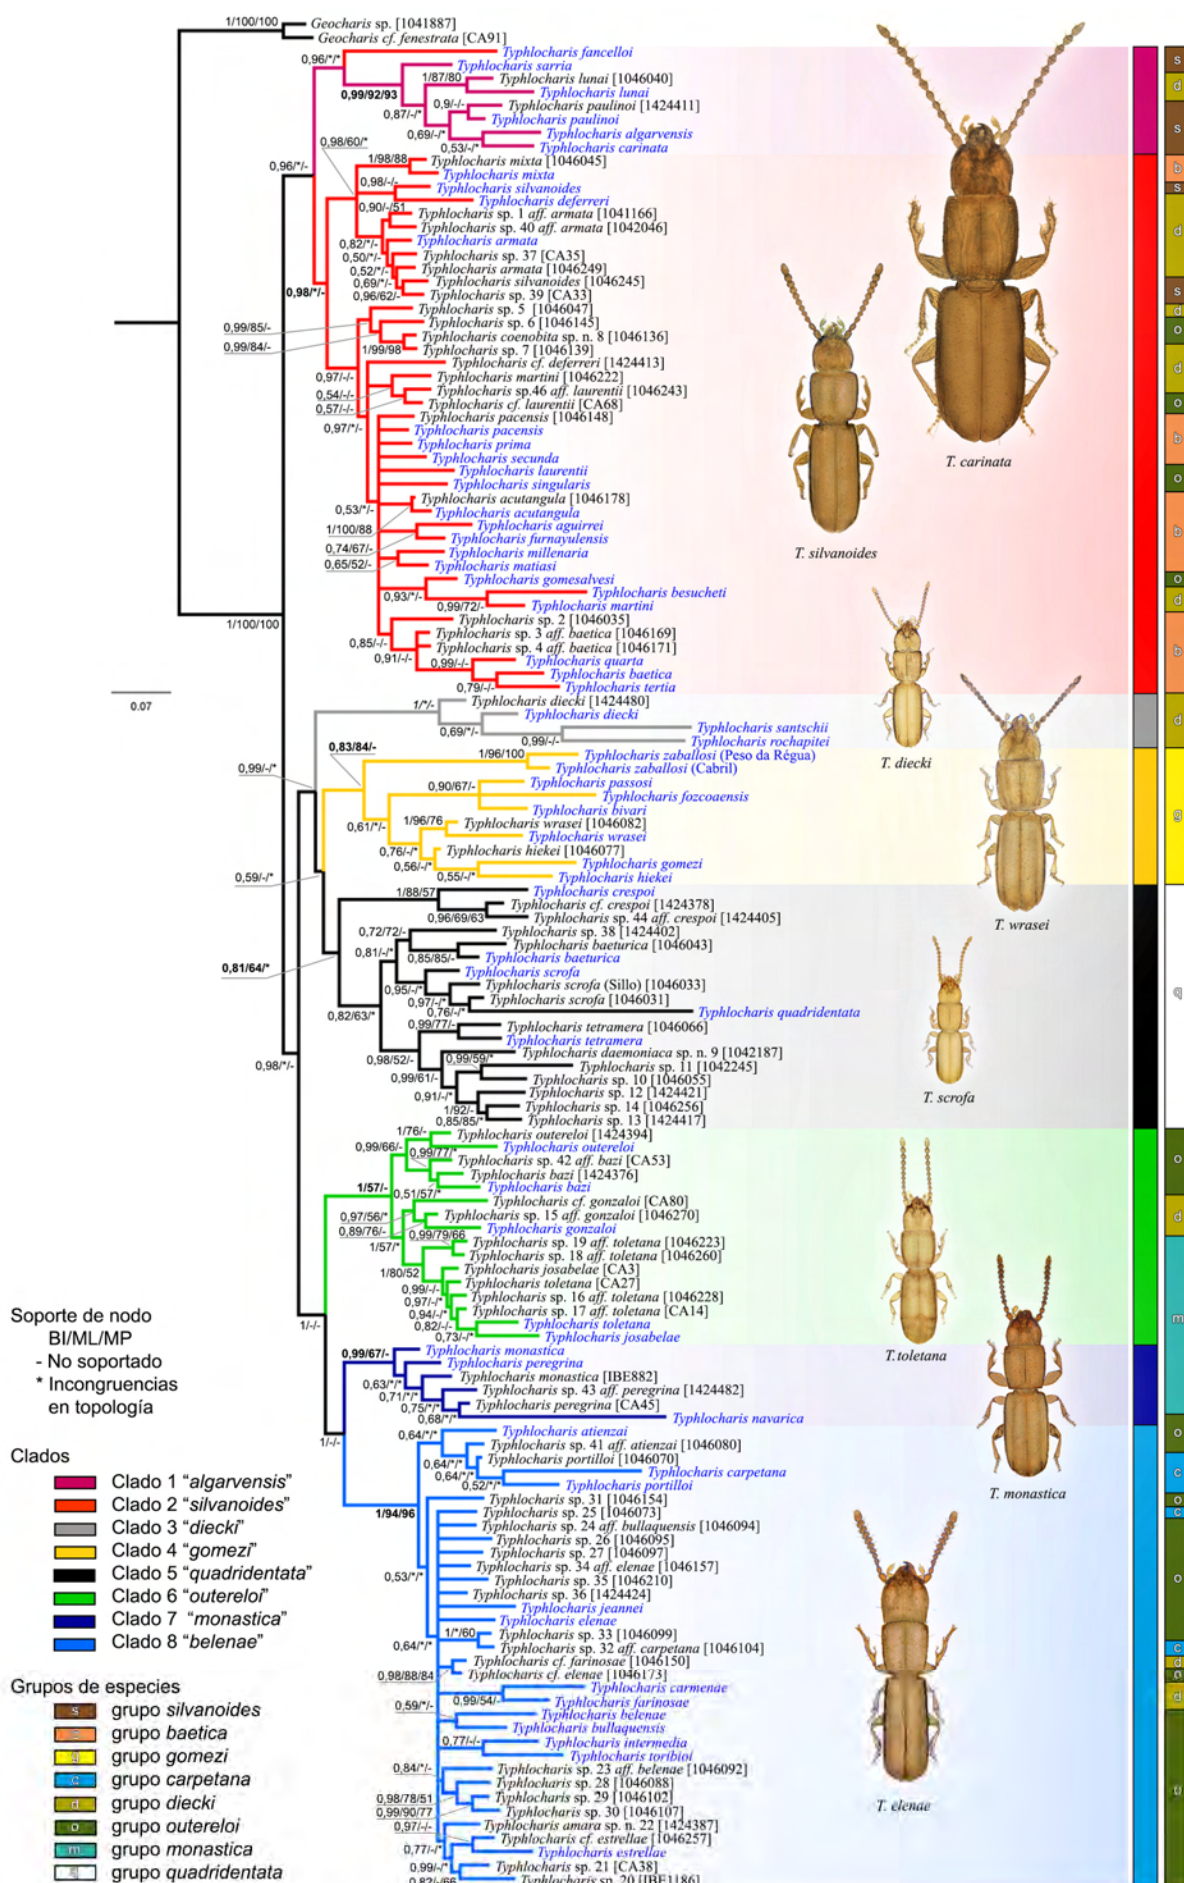 1/100/100
Geocharis sp. [1041887]
Geocharis cf. fenestrata [CA91]
0,96/*/*
Typhlocharis fancelloi
Typhlocharis sarria
1/87/80
Typhlocharis lunai [1046040]
0,99/92/93
Typhlocharis lunai
0,9/-/-
Typhlocharis paulinoi [1424411]
0,87/-/*
Typhlocharis paulinoi
0,69/-/*
Typhlocharis algarvensis
0,53/-/*
Typhlocharis carinata
0,98/60/*
0,96/*/-
1/98/88
Typhlocharis mixta [1046045]
Typhlocharis mixta
0,98/-/-
Typhlocharis silvanoides
Typhlocharis deferreri
0,90/-/51
Typhlocharis sp. 1 aff. armata [1041166]
Typhlocharis sp. 40 aff. armata [1042046]
0,82/*/-
Typhlocharis armata
0,50/*/-
Typhlocharis sp. 37 [CA35]
0,52/*/-
Typhlocharis armata [1046249]
0,69/*/-
Typhlocharis silvanoides [1046245]
0,98/*/-
0,96/62/-
Typhlocharis sp. 39 [CA33]
Typhlocharis sp. 5 [1046047]
0,99/85/-
Typhlocharis sp. 6 [1046145]
Typhlocharis coenobita sp. n. 8 [1046136]
0,99/84/-
1/99/98
Typhlocharis sp. 7 [1046139]
Typhlocharis cf. deferreri [1424413]
0,97/-/-
Typhlocharis martini [1046222]
0,54/-/-
Typhlocharis sp.46 aff. laurentii [1046243]
0,57/-/-
Typhlocharis cf. laurentii [CA68]
Typhlocharis pacensis [1046148]
0,97/*/-
Typhlocharis pacensis
Typhlocharis prima
Typhlocharis secunda
Typhlocharis laurentii
Typhlocharis singularis
Typhlocharis acutangula [1046178]
0,53/*/-
Typhlocharis acutangula
1/100/88
Typhlocharis aguirrei
Typhlocharis furnayulensis
0,74/67/-
Typhlocharis millenaria
0,65/52/-
Typhlocharis matiasi
Typhlocharis gomesalvesi
0,93/*/-
Typhlocharis besucheti
0,99/72/-
Typhlocharis martini
Typhlocharis sp. 2 [1046035]
Typhlocharis sp. 3 aff. baetica [1046169]
0,85/-/-
Typhlocharis sp. 4 aff. baetica [1046171]
0,91/-/-
0,99/-/-
Typhlocharis quarta
Typhlocharis baetica
0,79/-/-
Typhlocharis tertia
1/100/100
0.07
1/*/-
Typhlocharis diecki [1424480]
Typhlocharis diecki
0,69/*/-
Typhlocharis santschii
0,99/-/-
Typhlocharis rochapitei
0,83/84/-
1/96/100
Typhlocharis zaballosi (Peso da Régua)
0,99/-/*
Typhlocharis zaballosi (Cabril)
0,90/67/-
Typhlocharis passosi
Typhlocharis fozcoaensis
Typhlocharis bivari
0,61/*/-
1/96/76
Typhlocharis wrasei [1046082]
Typhlocharis wrasei
0,76/-/*
Typhlocharis hiekei [1046077]
0,56/-/*
Typhlocharis gomezi
0,59/-/*
0,55/-/*
Typhlocharis hiekei
1/88/57
Typhlocharis crespoi
Typhlocharis cf. crespoi [1424378]
0,96/69/63
Typhlocharis sp. 44 aff. crespoi [1424405]
0,72/72/-
Typhlocharis sp. 38 [1424402]
0,81/-/*
Typhlocharis baeturica [1046043]
0,85/85/-
Typhlocharis baeturica
0,81/64/*
Typhlocharis scrofa
0,95/-/*
Typhlocharis scrofa (Sillo) [1046033]
0,97/-/*
Typhlocharis scrofa [1046031]
0,76/-/*
Typhlocharis quadridentata
0,82/63/*
0,99/77/-
Typhlocharis tetramera [1046066]
Typhlocharis tetramera
0,98/52/-
0,99/59/*
Typhlocharis daemoniaca sp. n. 9 [1042187]
Typhlocharis sp. 11 [1042245]
0,99/61/-
Typhlocharis sp. 10 [1046055]
0,91/-/*
Typhlocharis sp. 12 [1424421]
1/92/-
Typhlocharis sp. 14 [1046256]
0,85/85/*
Typhlocharis sp. 13 [1424417]
0,98/*/-
1/76/-
Typhlocharis outereloi [1424394]
0,99/66/-
Typhlocharis outereloi
0,99/77/*
Typhlocharis sp. 42 aff. bazi [CA53]
Typhlocharis bazi [1424376]
1/57/-
0,51/57/*
Typhlocharis bazi
Typhlocharis cf. gonzaloi [CA80]
0,97/56/*
Typhlocharis sp. 15 aff. gonzaloi [1046270]
0,89/76/-
Typhlocharis gonzaloi
0,99/79/66
Typhlocharis sp. 19 aff. toletana [1046223]
1/57/*
Typhlocharis sp. 18 aff. toletana [1046260]
1/80/52
Typhlocharis josabelae [CA3]
0,99/-/-
Typhlocharis toletana [CA27]
0,97/-/*
Typhlocharis sp. 16 aff. toletana [1046228]
0,94/-/*
Typhlocharis sp. 17 aff. toletana [CA14]
0,82/-/-
Typhlocharis toletana
0,73/-/*
Typhlocharis josabelae
1/-/-
0,99/67/-
Typhlocharis monastica
Typhlocharis peregrina
0,63/*/*
Typhlocharis monastica [IBE882]
0,71/*/*
Typhlocharis sp. 43 aff. peregrina [1424482]
0,75/*/*
Typhlocharis peregrina [CA45]
0,68/*/*
Typhlocharis navarica
1/-/-
0,64/*/*
Typhlocharis atienzai
Typhlocharis sp. 41 aff. atienzai [1046080]
0,64/*/*
Typhlocharis portilloi [1046070]
0,64/*/*
Typhlocharis carpetana
0,52/*/*
Typhlocharis portilloi
Typhlocharis sp. 31 [1046154]
1/94/96
Typhlocharis sp. 25 [1046073]
Typhlocharis sp. 24 aff. bullaquensis [1046094]
Typhlocharis sp. 26 [1046095]
Typhlocharis sp. 27 [1046097]
Typhlocharis sp. 34 aff. elenae [1046157]
0,53/*/*
Typhlocharis sp. 35 [1046210]
Typhlocharis sp. 36 [1424424]
Typhlocharis jeannei
Typhlocharis elenae
1/*/60
Typhlocharis sp. 33 [1046099]
0,64/*/*
Typhlocharis sp. 32 aff. carpetana [1046104]
Typhlocharis cf. farinosae [1046150]
0,98/88/84
Typhlocharis cf. elenae [1046173]
Typhlocharis carmenae
0,99/54/-
Typhlocharis farinosae
0,59/*/-
Typhlocharis belenae
Typhlocharis bullaquensis
0,77/-/-
Typhlocharis intermedia
Typhlocharis toribioi
0,84/*/-
Typhlocharis sp. 23 aff. belenae [1046092]
Typhlocharis sp. 28 [1046088]
0,98/78/51
Typhlocharis sp. 29 [1046102]
0,99/90/77
Typhlocharis sp. 30 [1046107]
0,97/-/-
Typhlocharis amara sp. n. 22 [1424387]
Typhlocharis cf. estrellae [1046257]
0,77/-/*
Typhlocharis estrellae
0,99/-/*
Typhlocharis sp. 21 [CA38]
0,82/-/66
Typhlocharis sp. 20 [IBE1186]
T. carinata
T. silvanoides
T. diecki
T. wrasei
T. scrofa
T. toletana
T. monastica
T. elenae
s
d
s
b
s
d
s
d
o
d
o
b
o
b
o
d
b
d
g
q
o
d
m
o
c
o
c
o
c
d
o
d
Soporte de nodo
BI/ML/MP
- No soportado
* Incongruencias
en topología
Clados
Clado 1 “algarvensis”
Clado 2 “silvanoides”
Clado 3 “diecki”
Clado 4 “gomezi”
Clado 5 “quadridentata”
Clado 6 “outereloi”
Clado 7 “monastica”
Clado 8 “belenae”
Grupos de especies
s grupo silvanoides
grupo baetica
g grupo gomezi
c grupo carpetana
d grupo diecki
o grupo outereloi
m grupo monastica
q grupo quadridentata